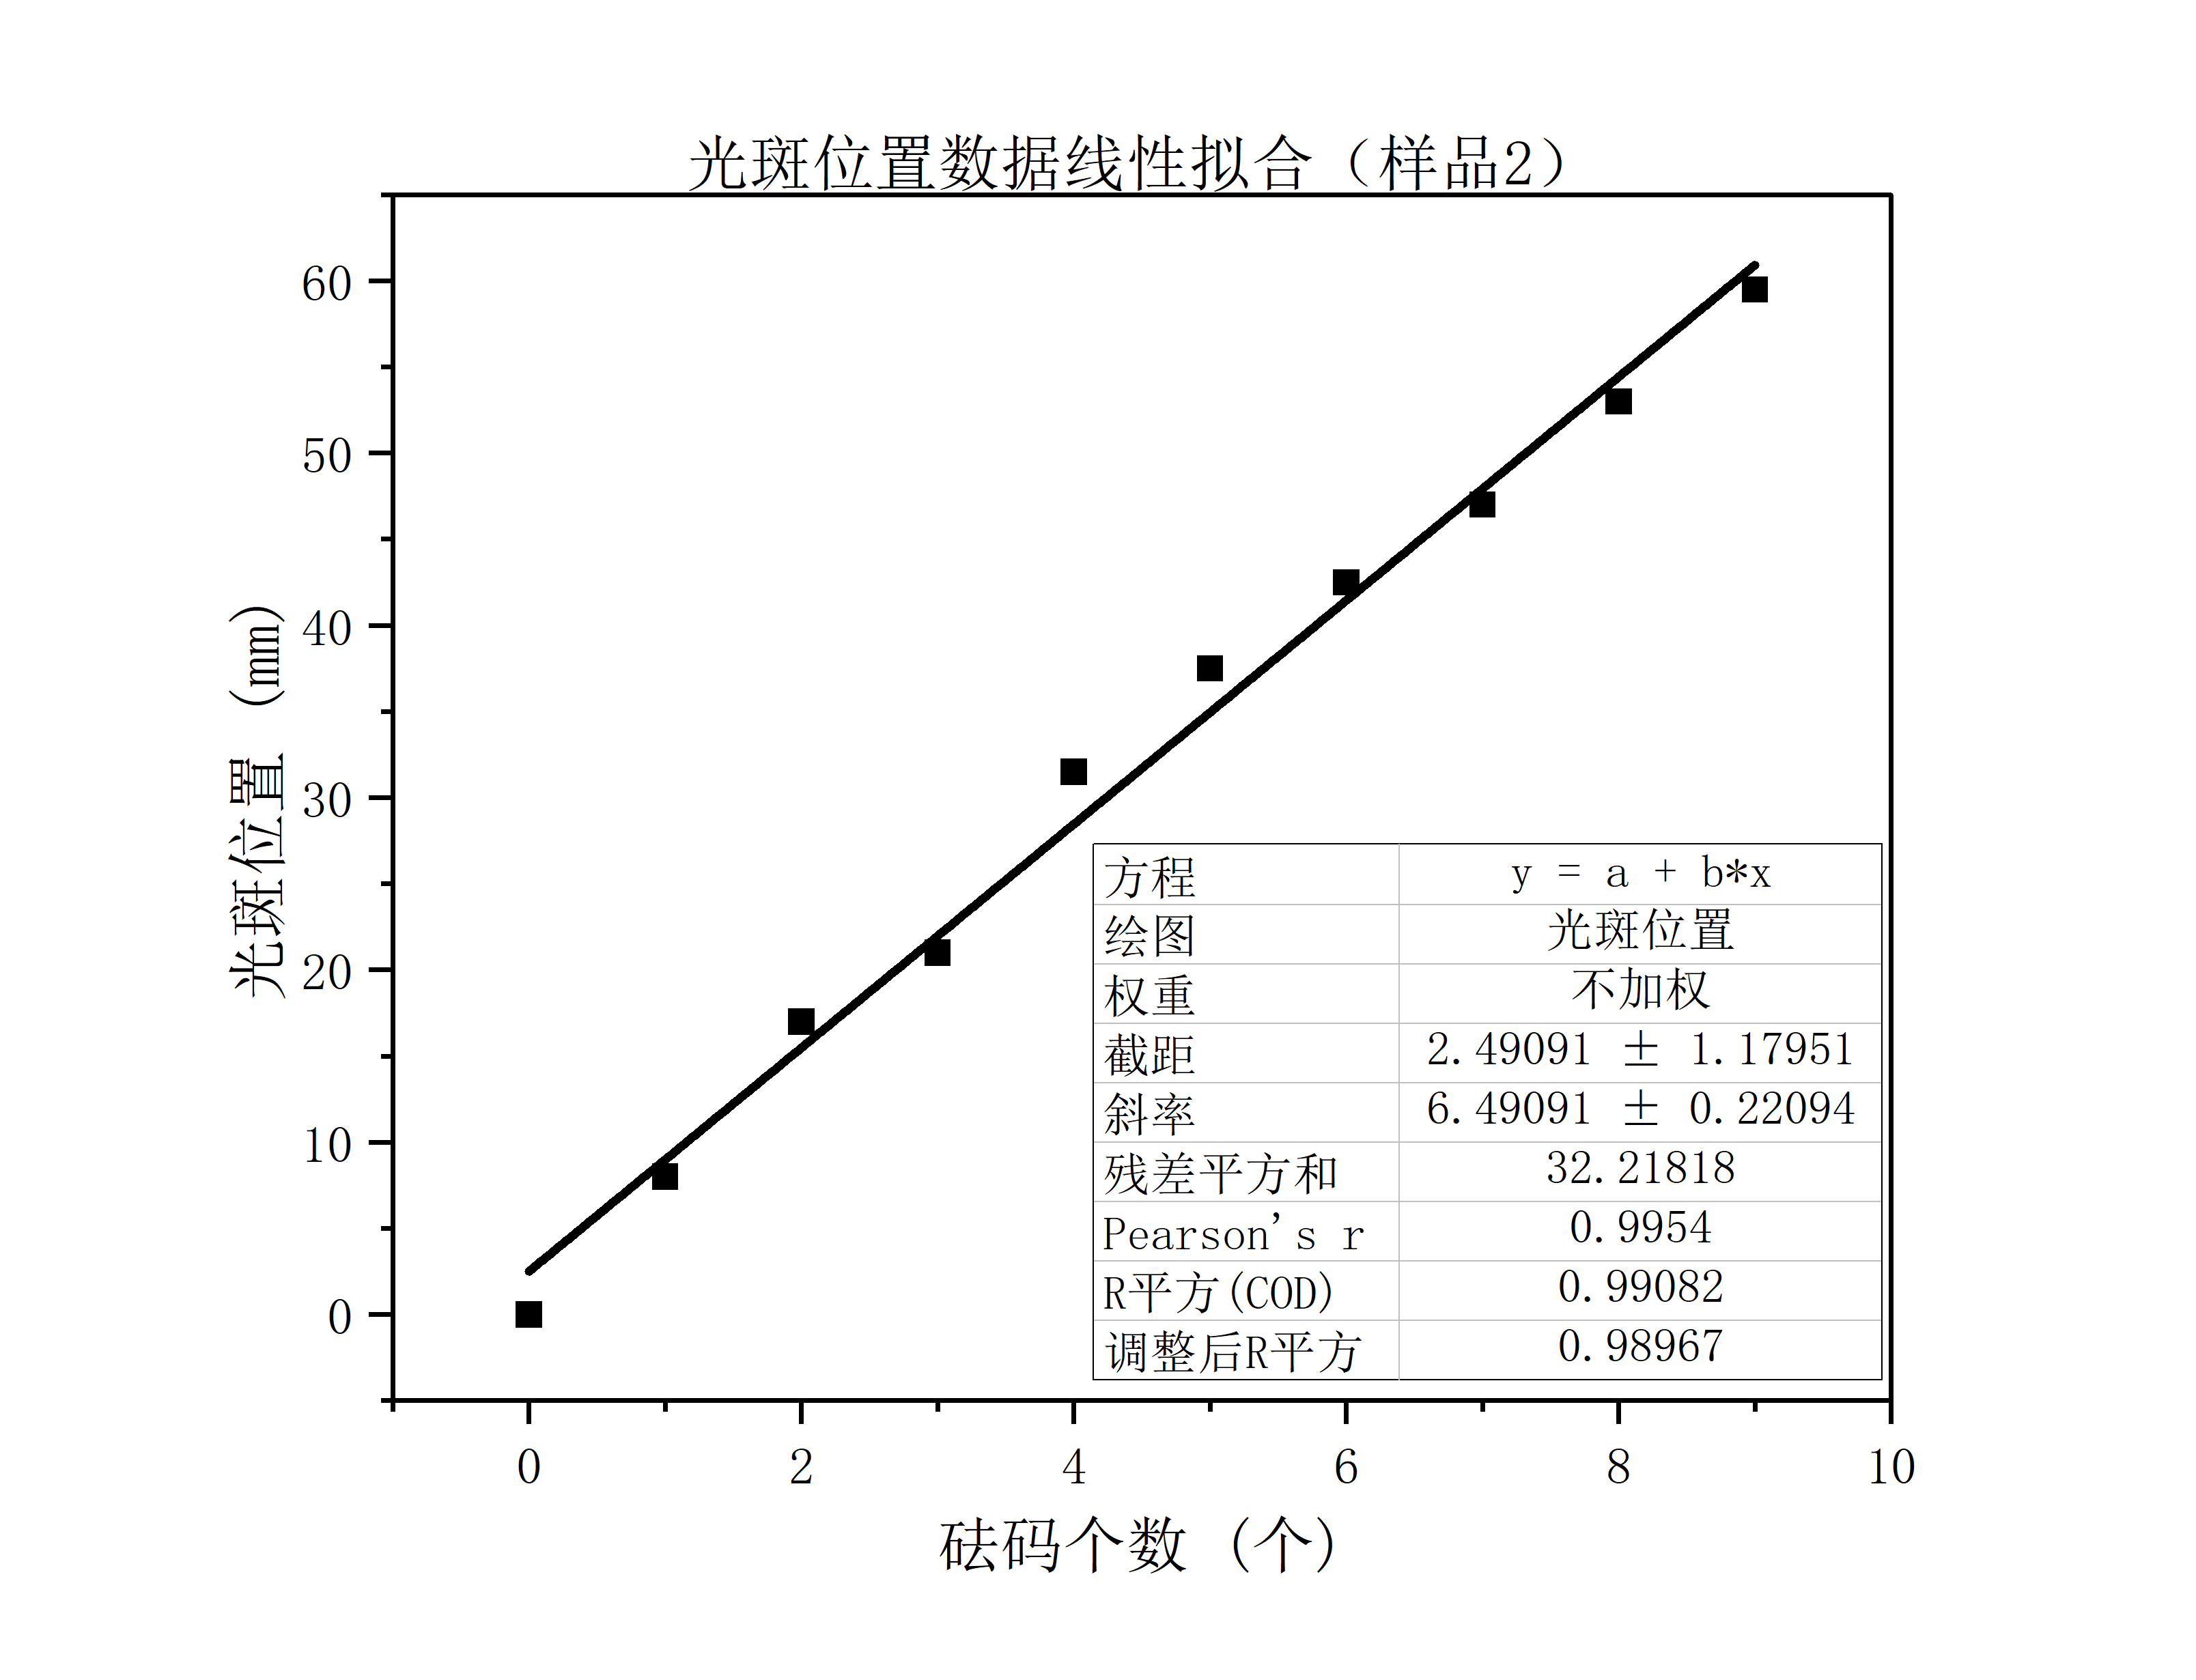 光斑位置数据线性拟合（样品2）
60
50
40
30
20
10
0
光斑位置 (mm)
方程 y = a + b*x
绘图 光斑位置
权重 不加权
截距 2.49091 ± 1.17951
斜率 6.49091 ± 0.22094
残差平方和 32.21818
Pearson's r 0.9954
R平方(COD) 0.99082
调整后R平方 0.98967
0 2 4 6 8 10
砝码个数 (个)